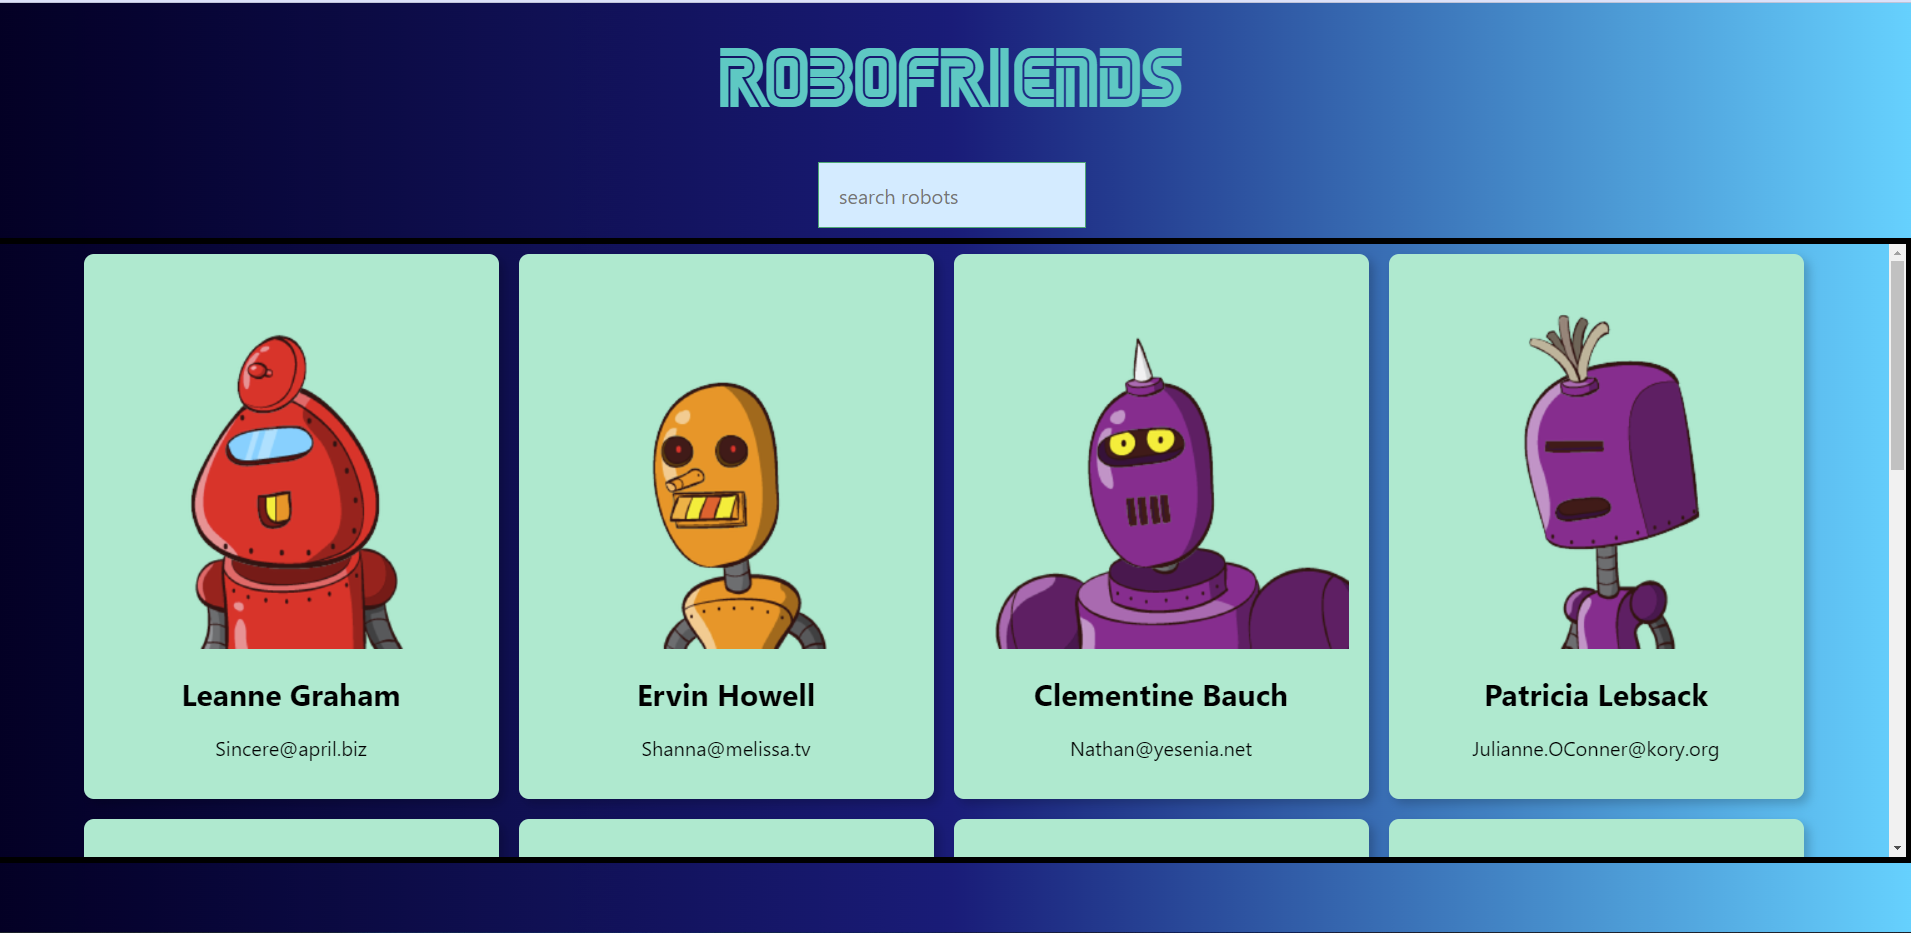 ROBOFRIENDS
search robots
Leanne Graham
Sincere@april.biz
Ervin Howell
Shanna@melissa.tv
Clementine Bauch
Nathan@yesenia.net
Patricia Lebsack
Julianne.OConner@kory.org